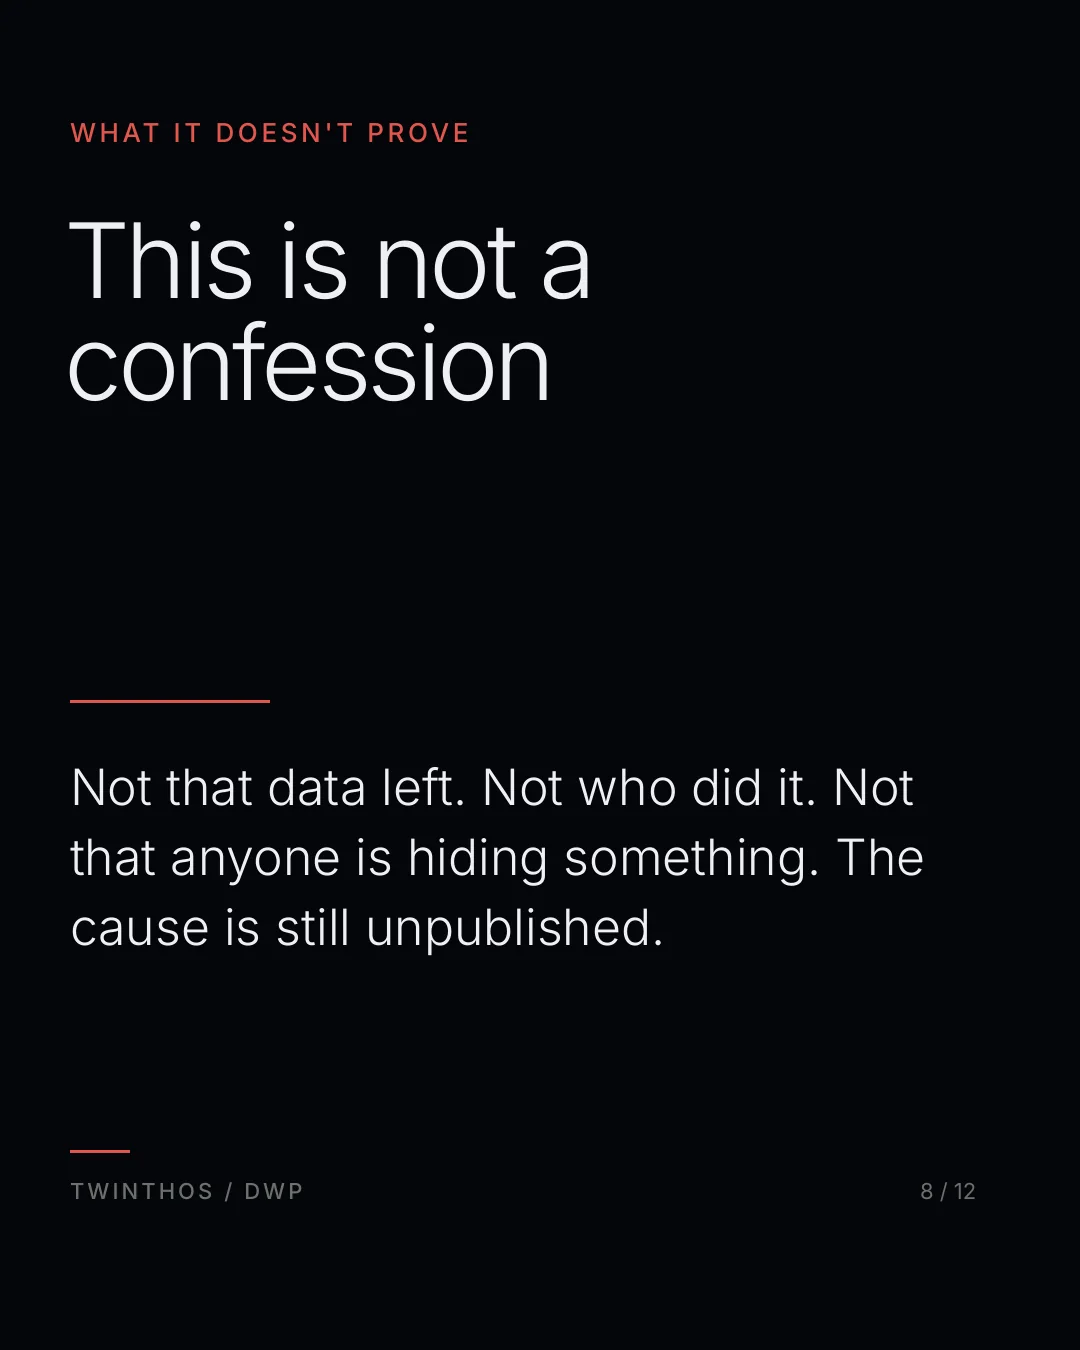 WHAT IT DOESN'T PROVE
This is not a
confession
Not that data left. Not who did it. Not
that anyone is hiding something. The
cause is still unpublished.
TWINTHOS / DWP
8 / 12